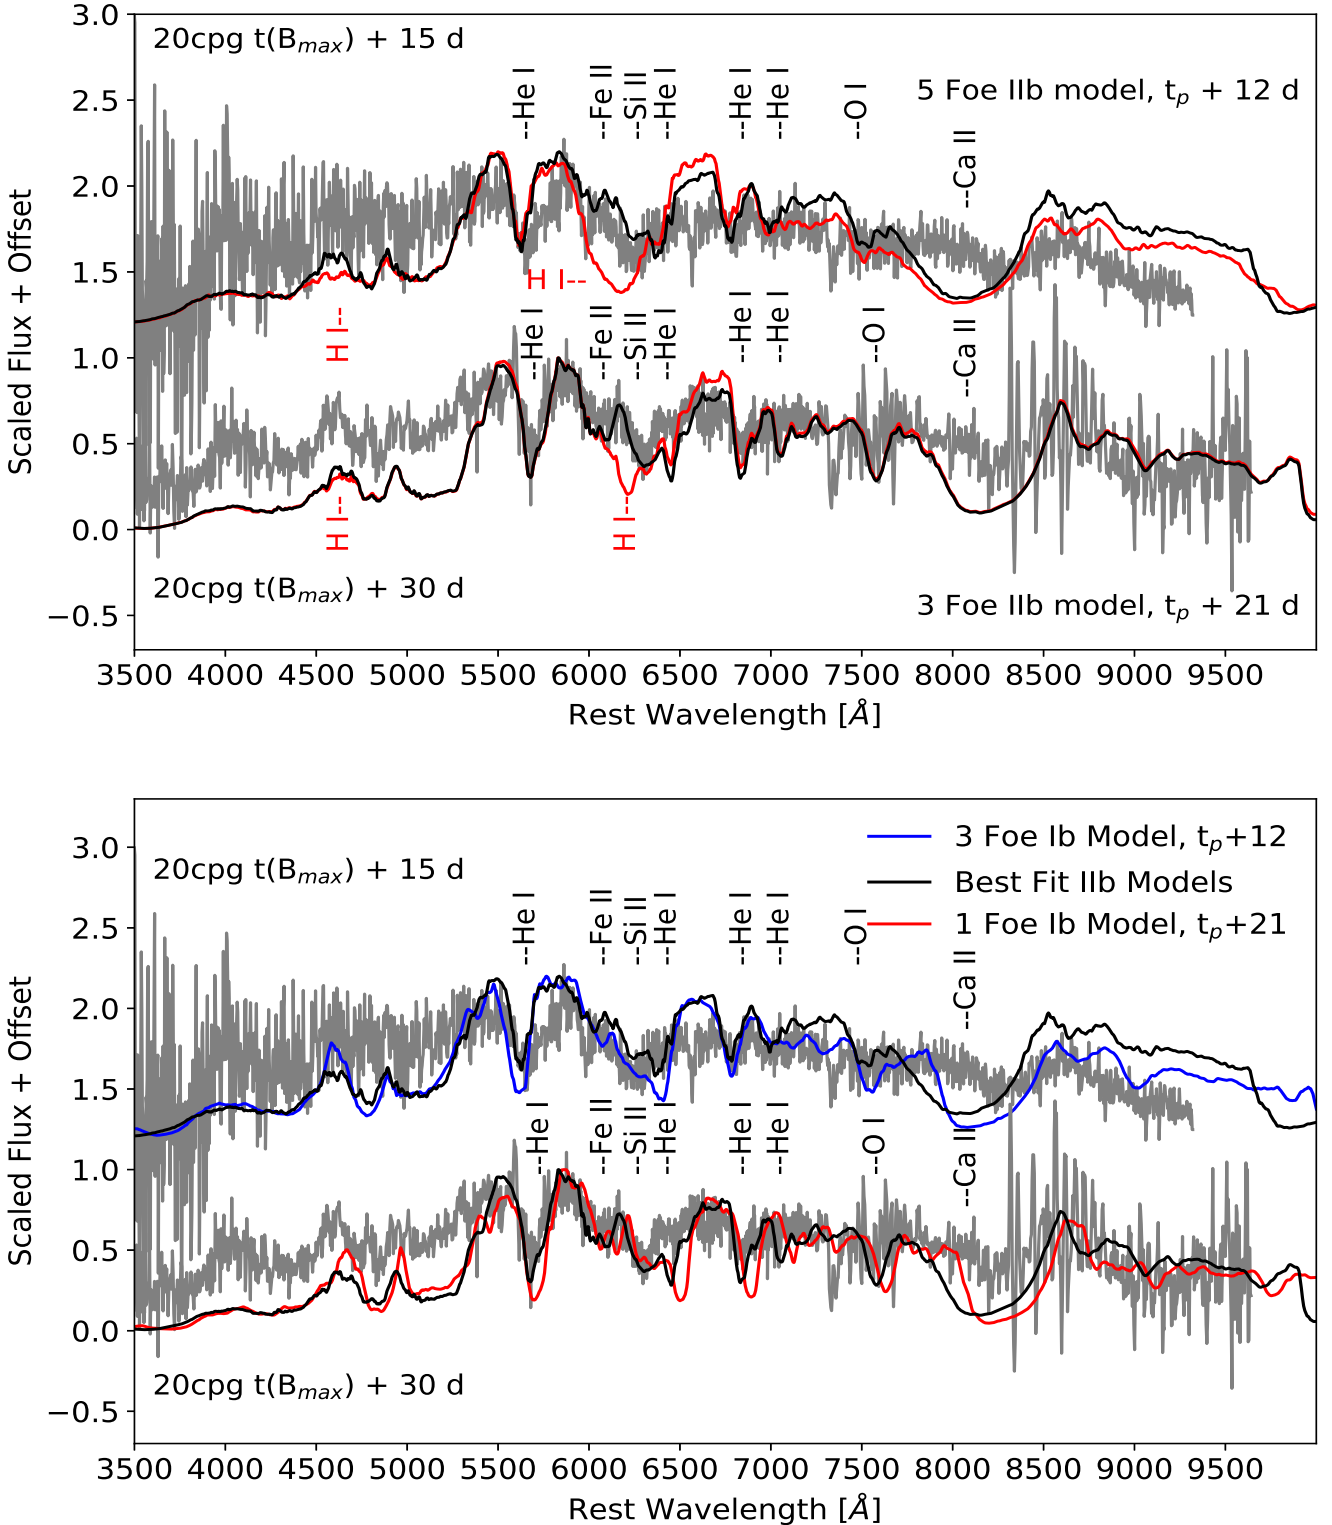 3.0
2.5
2.0
1.5
1.0
0.5
0.0
−0.5
Scaled Flux + Offset
20cpg t(Bmax) + 15 d
5 Foe IIb model, tp + 12 d
--He I
--Fe II
--Si II
--He I
--He I
--He I
--O I
--Ca II
H I--
H I--
--He I
--Fe II
--Si II
--He I
--He I
--He I
--O I
--Ca II
H I--
H I--
20cpg t(Bmax) + 30 d
3 Foe IIb model, tp + 21 d
3500 4000 4500 5000 5500 6000 6500 7000 7500 8000 8500 9000 9500
Rest Wavelength [Å]
3.0
2.5
2.0
1.5
1.0
0.5
0.0
−0.5
Scaled Flux + Offset
20cpg t(Bmax) + 15 d
3 Foe Ib Model, tp+12
Best Fit IIb Models
1 Foe Ib Model, tp+21
--He I
--Fe II
--Si II
--He I
--He I
--He I
--O I
--Ca II
--He I
--Fe II
--Si II
--He I
--He I
--He I
--O I
--Ca II
20cpg t(Bmax) + 30 d
3500 4000 4500 5000 5500 6000 6500 7000 7500 8000 8500 9000 9500
Rest Wavelength [Å]